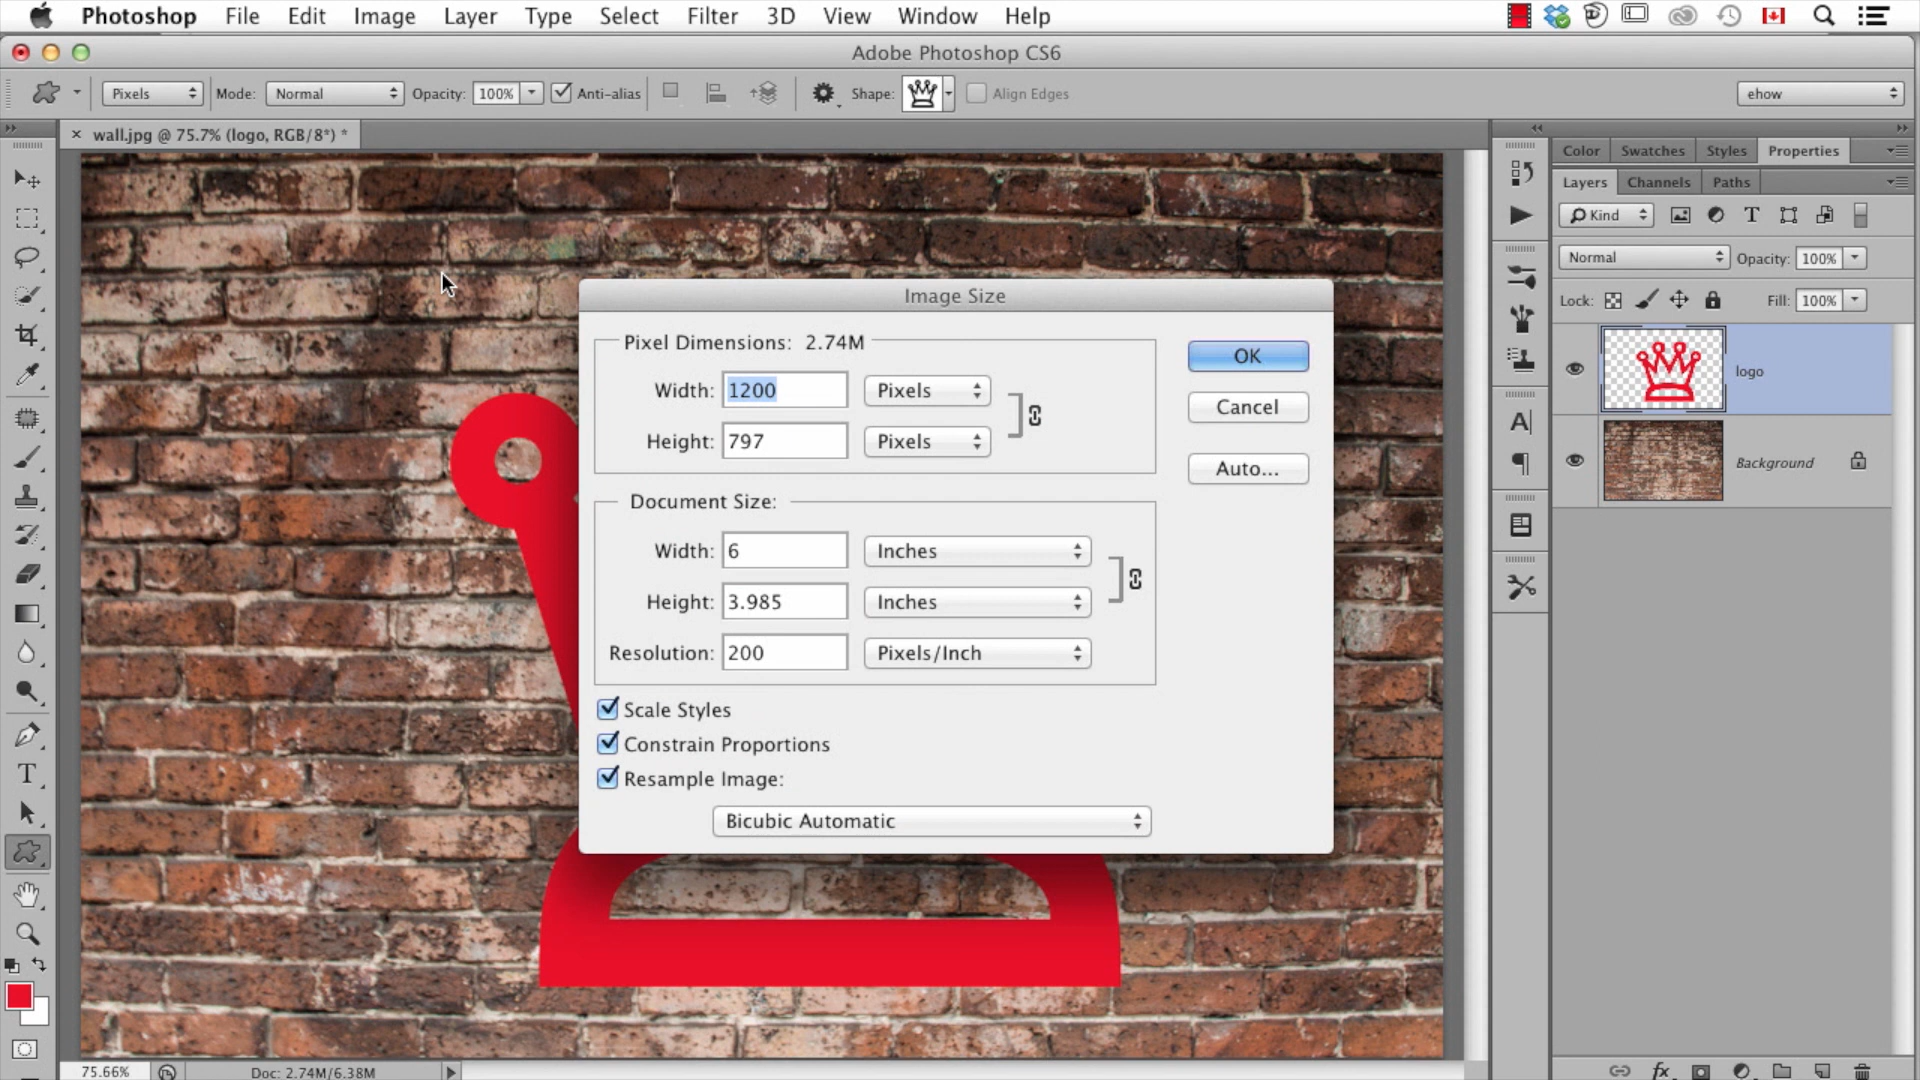 Photoshop File Edit Image Layer Type Select Filter 3D View Window Help
Adobe Photoshop CS6
Pixels Mode: Normal Opacity: 100% Anti-alias Shape: Align Edges ehow
× wall.jpg @ 75.7% (logo, RGB/8*) *
Color Swatches Styles Properties
Layers Channels Paths
Kind
Normal Opacity: 100%
Lock: Fill: 100%
logo
Background
Image Size
Pixel Dimensions: 2.74M
Width: 1200 Pixels
Height: 797 Pixels
OK
Cancel
Auto...
Document Size:
Width: 6 Inches
Height: 3.985 Inches
Resolution: 200 Pixels/Inch
Scale Styles
Constrain Proportions
Resample Image:
Bicubic Automatic
75.66% Doc: 2.74M/6.38M